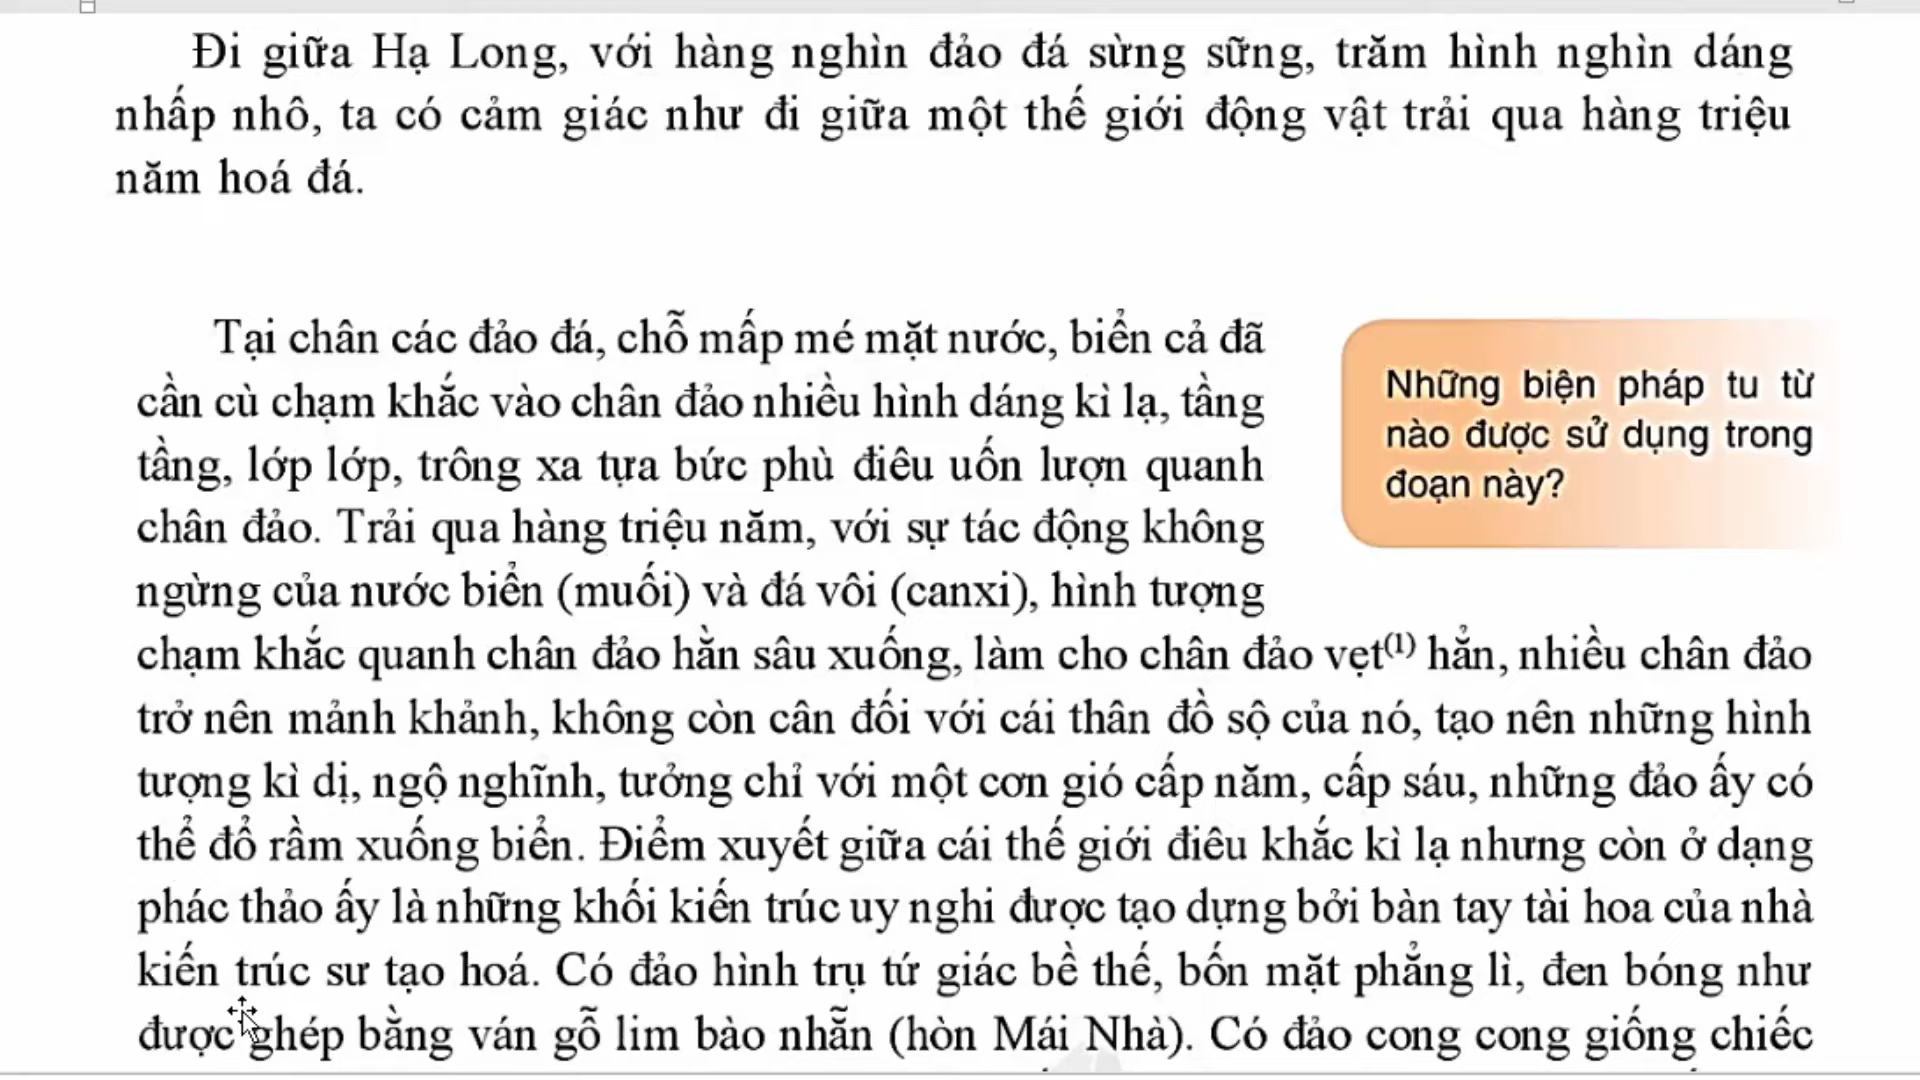 Đi giữa Hạ Long, với hàng nghìn đảo đá sừng sững, trăm hình nghìn dáng
nhấp nhô, ta có cảm giác như đi giữa một thế giới động vật trải qua hàng triệu
năm hoá đá.
Tại chân các đảo đá, chỗ mấp mé mặt nước, biển cả đã
cần cù chạm khắc vào chân đảo nhiều hình dáng kì lạ, tầng
tầng, lớp lớp, trông xa tựa bức phù điêu uốn lượn quanh
chân đảo. Trải qua hàng triệu năm, với sự tác động không
ngừng của nước biển (muối) và đá vôi (canxi), hình tượng
chạm khắc quanh chân đảo hằn sâu xuống, làm cho chân đảo vẹt(1) hẳn, nhiều chân đảo
trở nên mảnh khảnh, không còn cân đối với cái thân đồ sộ của nó, tạo nên những hình
tượng kì dị, ngộ nghĩnh, tưởng chỉ với một cơn gió cấp năm, cấp sáu, những đảo ấy có
thể đổ rầm xuống biển. Điểm xuyết giữa cái thế giới điêu khắc kì lạ nhưng còn ở dạng
phác thảo ấy là những khối kiến trúc uy nghi được tạo dựng bởi bàn tay tài hoa của nhà
kiến trúc sư tạo hoá. Có đảo hình trụ tứ giác bề thế, bốn mặt phẳng lì, đen bóng như
được ghép bằng ván gỗ lim bào nhẵn (hòn Mái Nhà). Có đảo cong cong giống chiếc
Những biện pháp tu từ
nào được sử dụng trong
đoạn này?